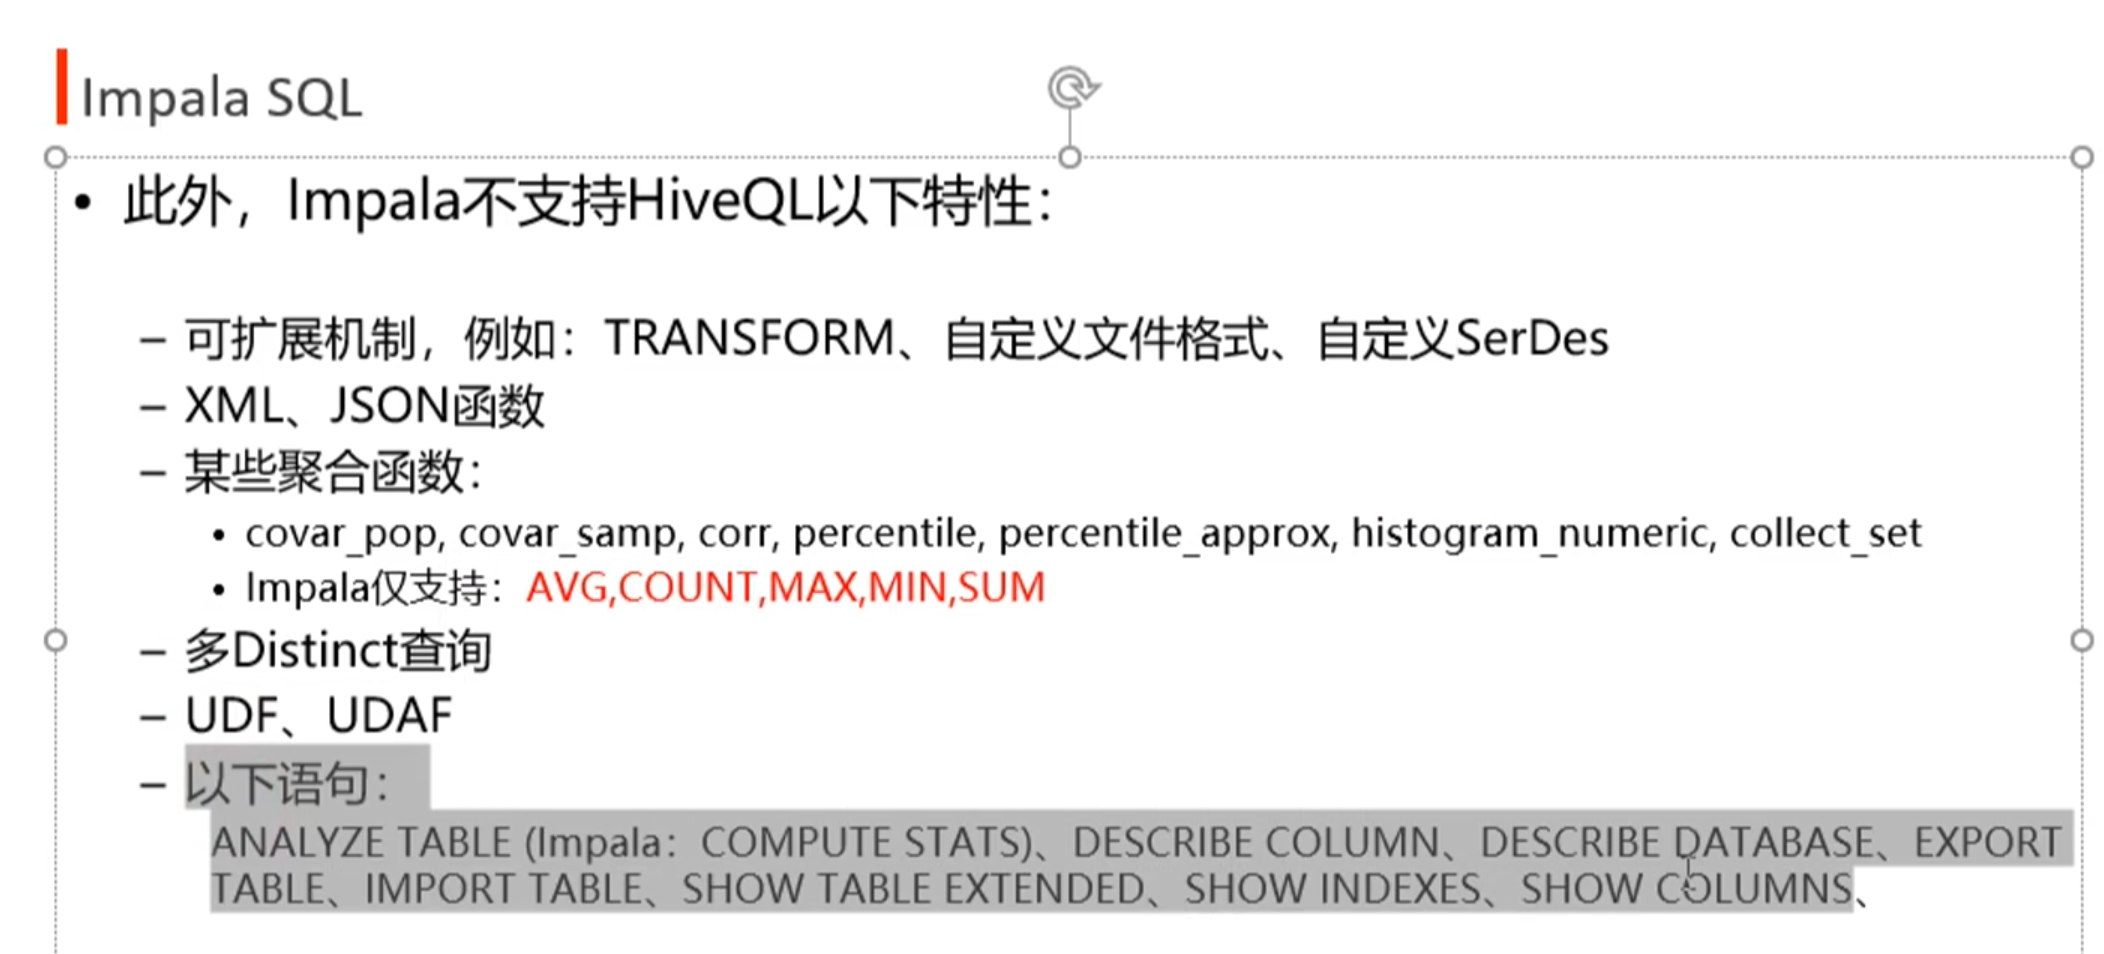 Impala SQL
• 此外，Impala不支持HiveQL以下特性：
– 可扩展机制，例如：TRANSFORM、自定义文件格式、自定义SerDes
– XML、JSON函数
– 某些聚合函数：
• covar_pop, covar_samp, corr, percentile, percentile_approx, histogram_numeric, collect_set
• Impala仅支持：AVG,COUNT,MAX,MIN,SUM
– 多Distinct查询
– UDF、UDAF
– 以下语句：
ANALYZE TABLE (Impala：COMPUTE STATS)、DESCRIBE COLUMN、DESCRIBE DATABASE、EXPORT
TABLE、IMPORT TABLE、SHOW TABLE EXTENDED、SHOW INDEXES、SHOW COLUMNS、